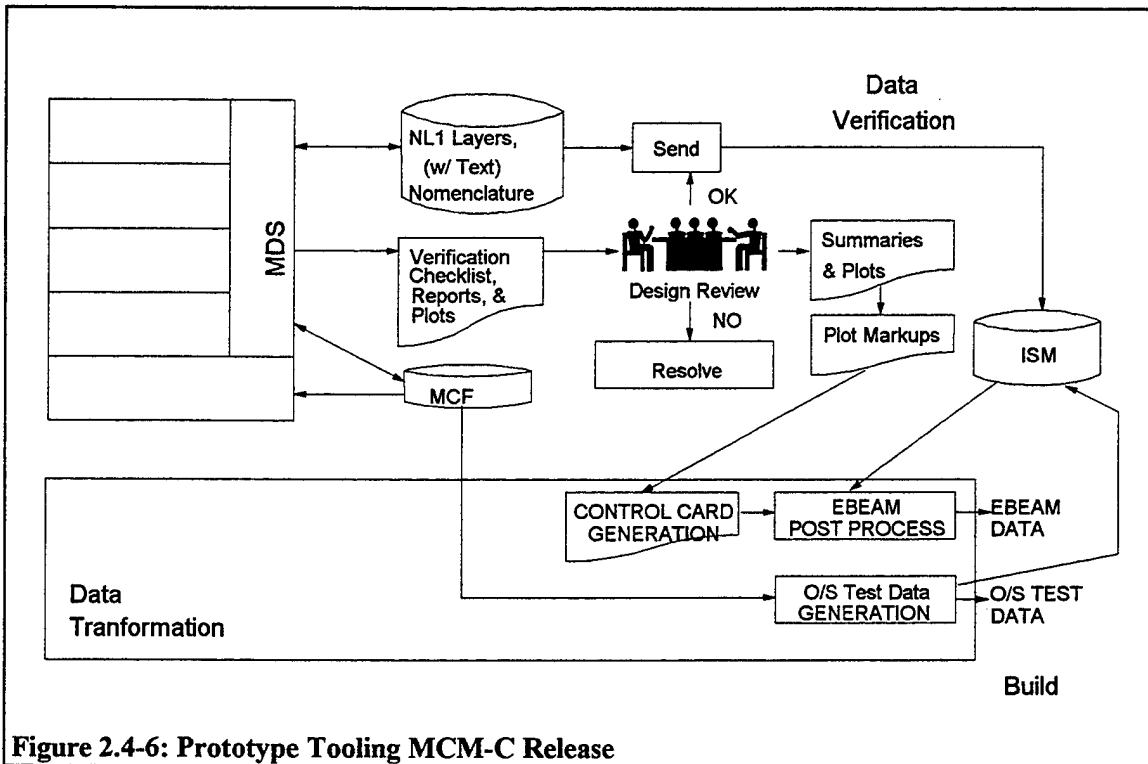 Data
Verification
MDS
NL1 Layers,
(w/ Text)
Nomenclature
Send
OK
Verification
Checklist,
Reports, &
Plots
Design Review
NO
Resolve
Summaries
& Plots
Plot Markups
ISM
MCF
CONTROL CARD
GENERATION
EBEAM
POST PROCESS
EBEAM
DATA
O/S Test Data
GENERATION
O/S TEST
DATA
Data
Tranformation
Build
Figure 2.4-6: Prototype Tooling MCM-C Release